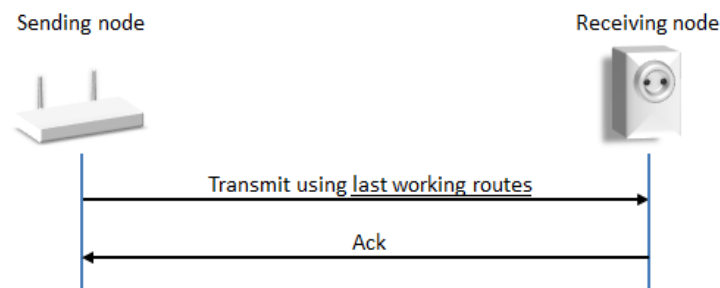 Sending node
Receiving node
Transmit using last working routes
Ack